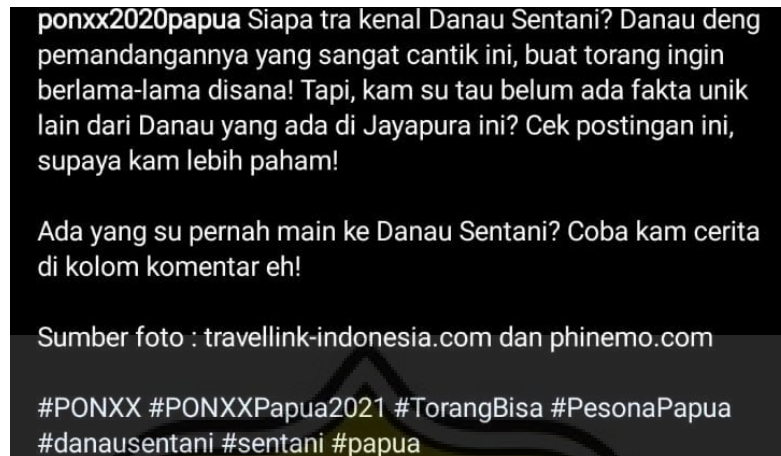 ponxx2020papua Siapa tra kenal Danau Sentani? Danau deng
pemandangannya yang sangat cantik ini, buat torang ingin
berlama-lama disana! Tapi, kam su tau belum ada fakta unik
lain dari Danau yang ada di Jayapura ini? Cek postingan ini,
supaya kam lebih paham!
Ada yang su pernah main ke Danau Sentani? Coba kam cerita
di kolom komentar eh!
Sumber foto : travellink-indonesia.com dan phinemo.com
#PONXX #PONXXPapua2021 #TorangBisa #PesonaPapua
#danausentani #sentani #papua